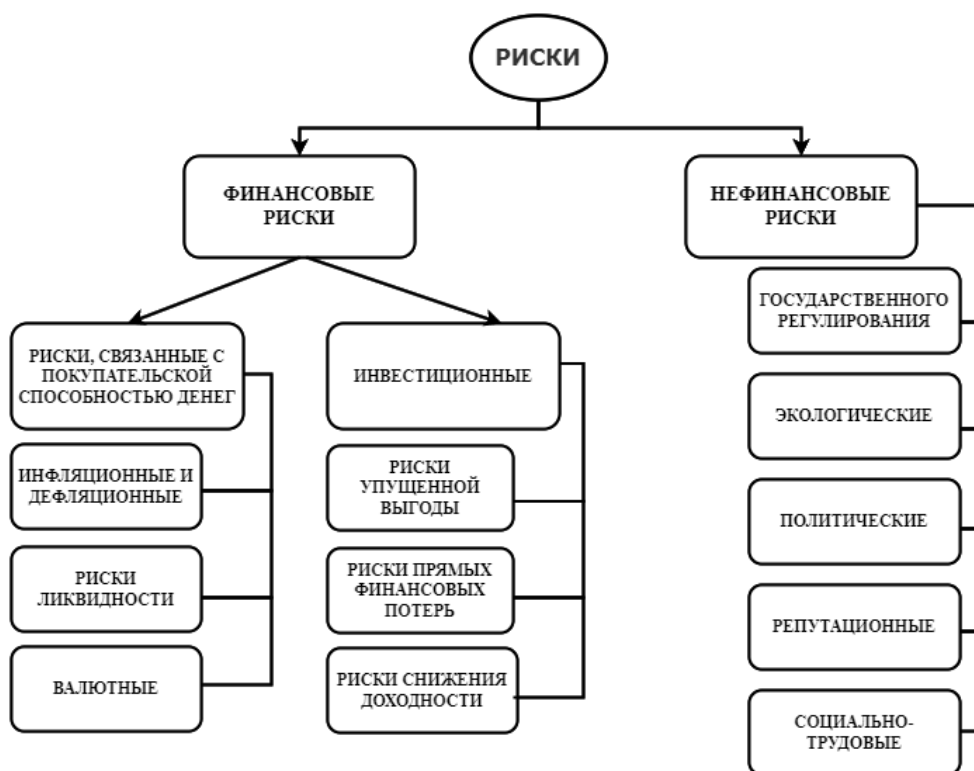 РИСКИ
ФИНАНСОВЫЕ
РИСКИ
НЕФИНАНСОВЫЕ
РИСКИ
РИСКИ, СВЯЗАННЫЕ С
ПОКУПАТЕЛЬСКОЙ
СПОСОБНОСТЬЮ ДЕНЕГ
ИНФЛЯЦИОННЫЕ И
ДЕФЛЯЦИОННЫЕ
РИСКИ
ЛИКВИДНОСТИ
ВАЛЮТНЫЕ
ИНВЕСТИЦИОННЫЕ
РИСКИ
УПУЩЕННОЙ
ВЫГОДЫ
РИСКИ ПРЯМЫХ
ФИНАНСОВЫХ
ПОТЕРЬ
РИСКИ СНИЖЕНИЯ
ДОХОДНОСТИ
ГОСУДАРСТВЕННОГО
РЕГУЛИРОВАНИЯ
ЭКОЛОГИЧЕСКИЕ
ПОЛИТИЧЕСКИЕ
РЕПУТАЦИОННЫЕ
СОЦИАЛЬНО-
ТРУДОВЫЕ